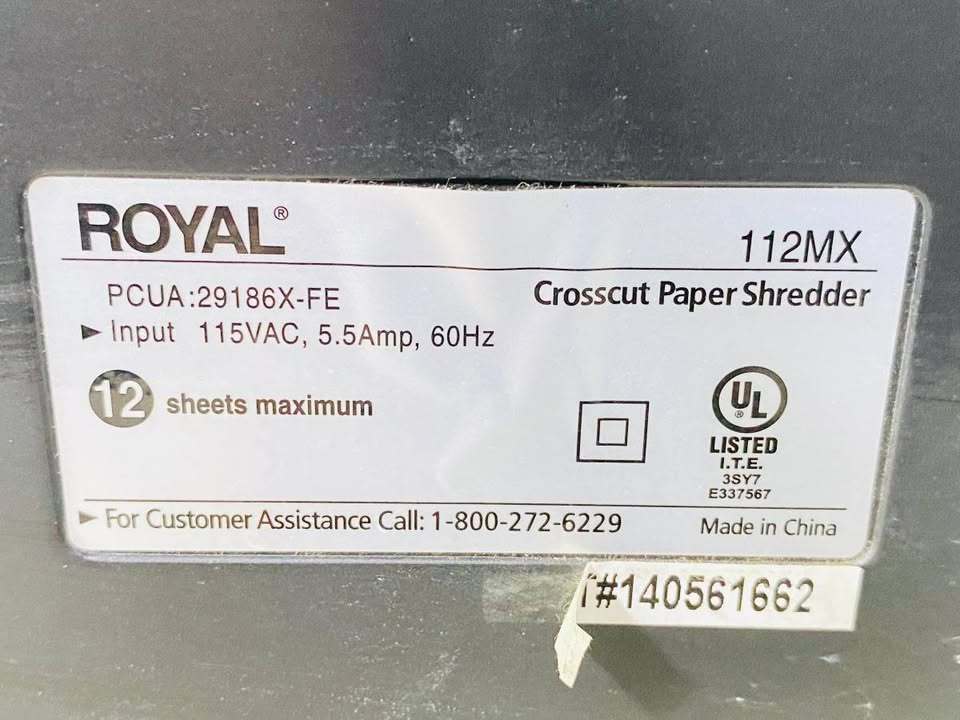 ROYAL®
112MX
PCUA:29186X-FE
Crosscut Paper Shredder
► Input 115VAC, 5.5Amp, 60Hz
12 sheets maximum
UL ®
LISTED
I.T.E.
3SY7
E337567
► For Customer Assistance Call: 1-800-272-6229
Made in China
#140561662